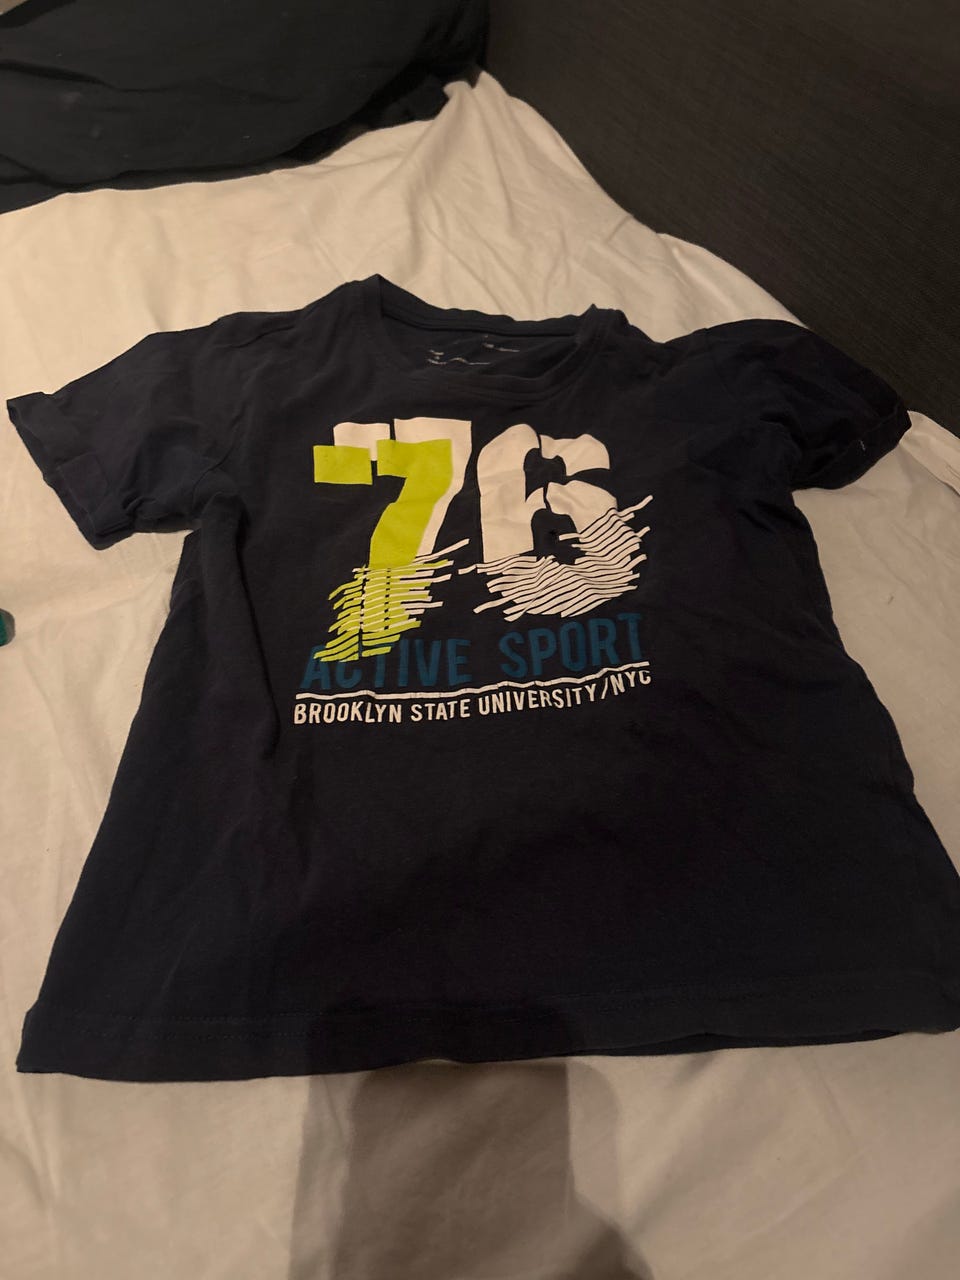 76
ACTIVE SPORT
BROOKLYN STATE UNIVERSITY/NYC